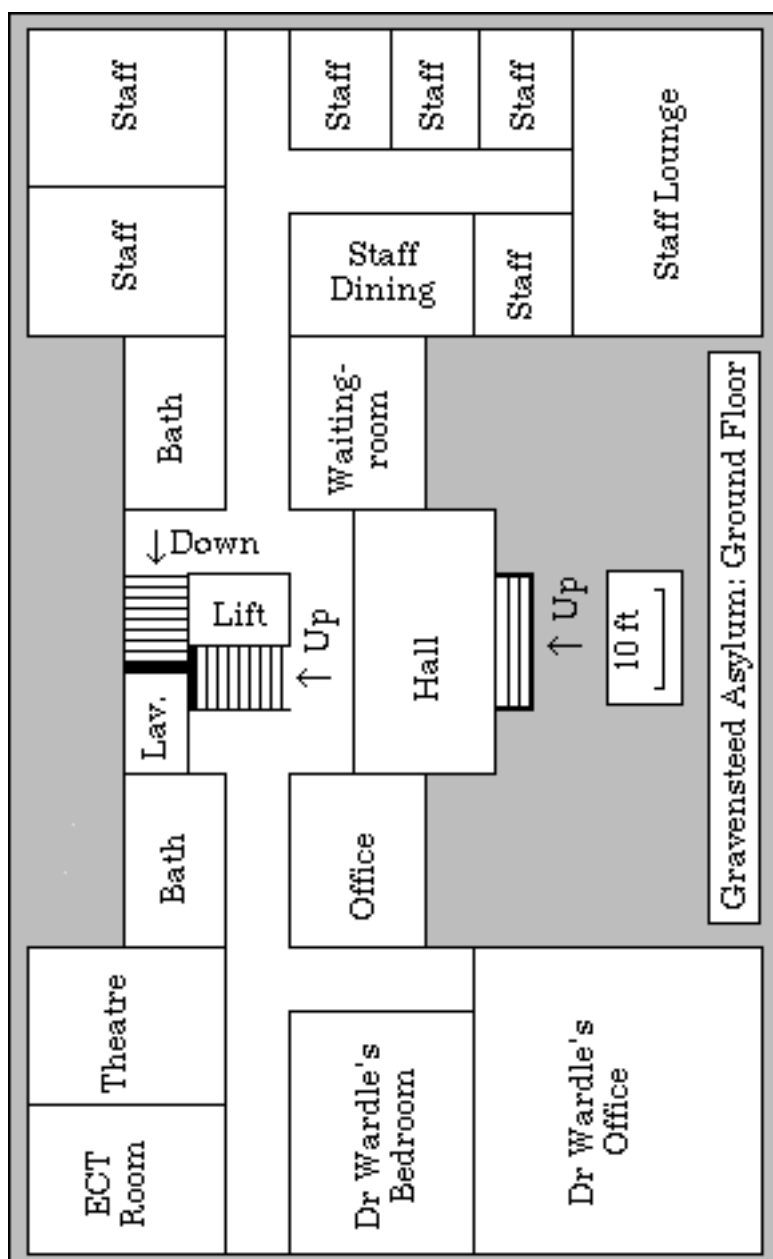 ECT
Room
Theatre
Staff
Staff
Bath
Lav.
↓Down
Bath
Lift
↑ Up
Dr Wardle's
Bedroom
Office
Hall
Waiting-
room
Staff
Dining
Staff
Staff
Staff
Staff
Dr Wardle's
Office
↑ Up
Staff Lounge
10 ft
Gravensteed Asylum: Ground Floor